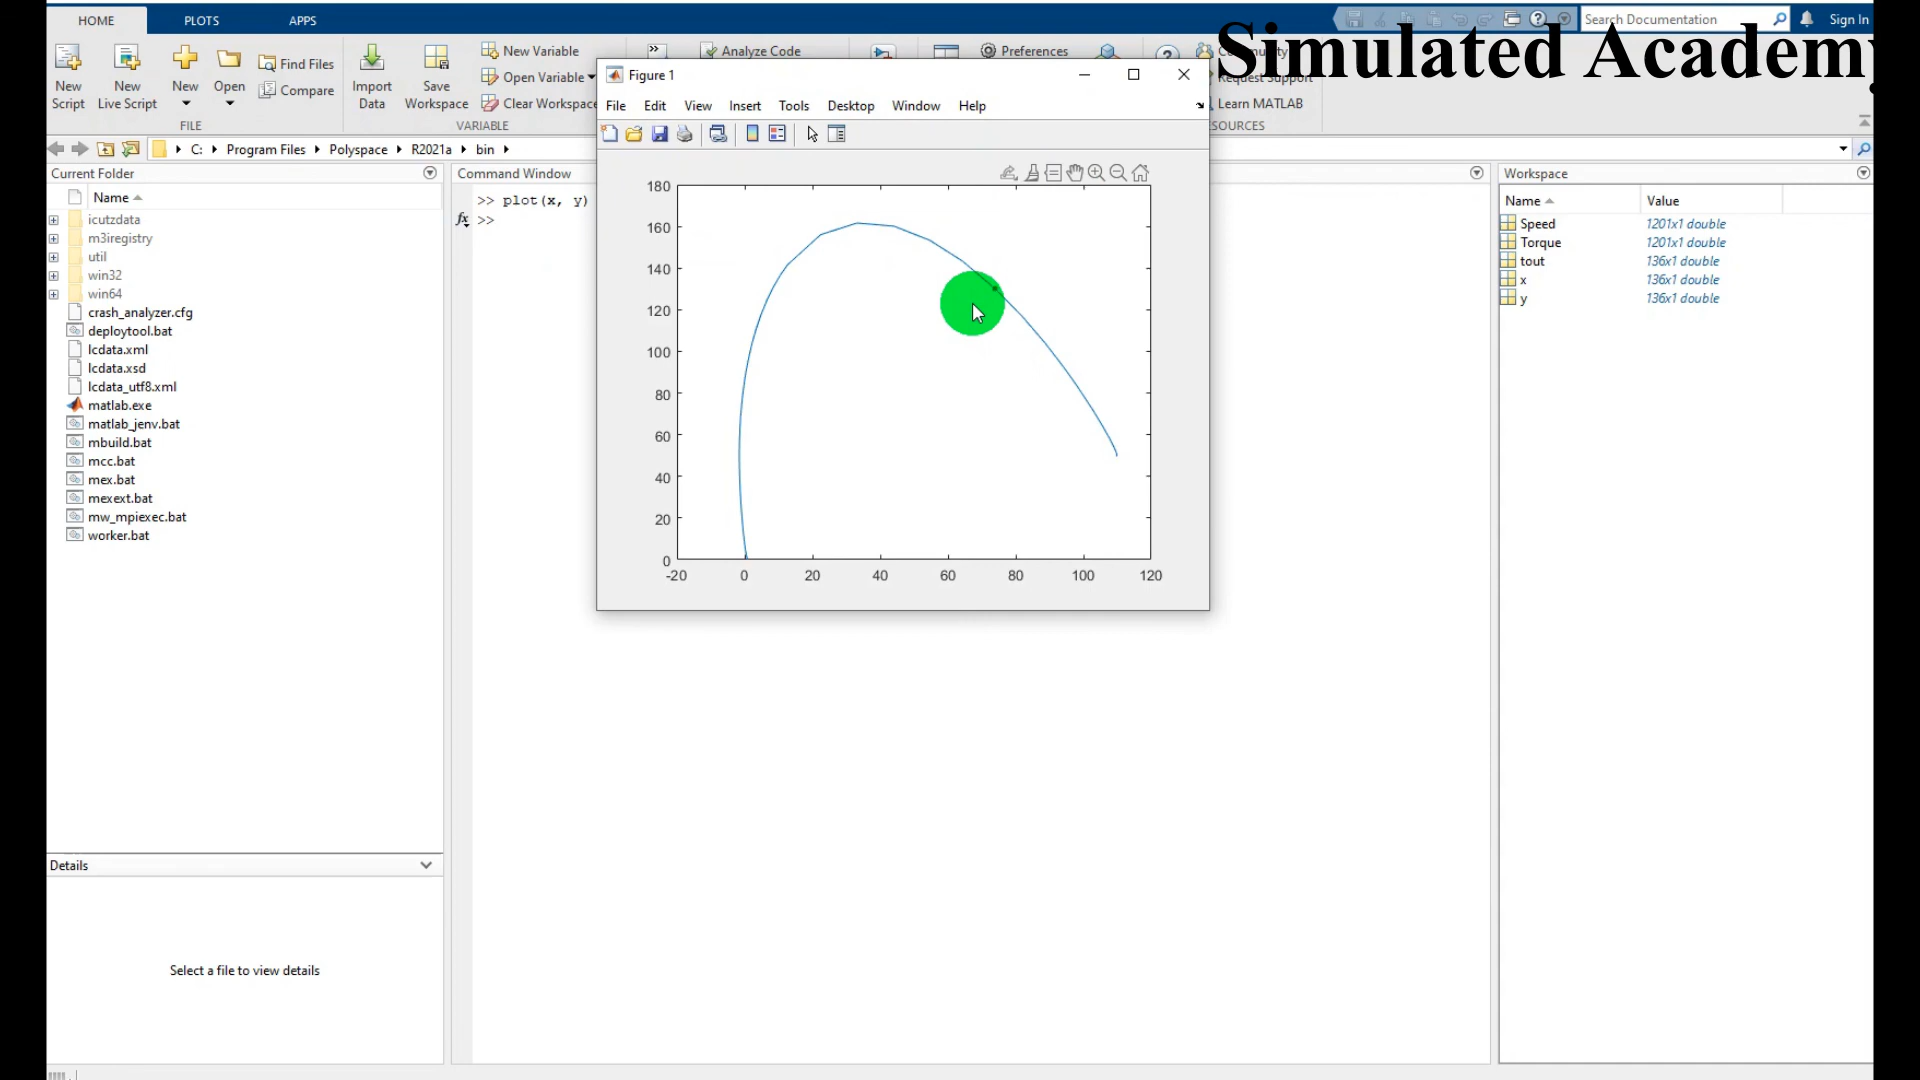 HOME PLOTS APPS
Search Documentation
Sign In
Simulated Academy
New Script
New Live Script
New
Open
Find Files
Compare
Import Data
Save Workspace
New Variable
Open Variable
Clear Workspace
Analyze Code
Preferences
Community
Request Support
Learn MATLAB
FILE
VARIABLE
SOURCES
C: Program Files Polyspace R2021a bin
Current Folder
Name
icutzdata
m3iregistry
util
win32
win64
crash_analyzer.cfg
deploytool.bat
lcdata.xml
lcdata.xsd
lcdata_utf8.xml
matlab.exe
matlab_jenv.bat
mbuild.bat
mcc.bat
mex.bat
mexext.bat
mw_mpiexec.bat
worker.bat
Details
Select a file to view details
Command Window
>> plot(x, y)
fx >>
Figure 1
File Edit View Insert Tools Desktop Window Help
180
160
140
120
100
80
60
40
20
0
-20 0 20 40 60 80 100 120
Workspace
Name Value
Speed 1201x1 double
Torque 1201x1 double
tout 136x1 double
x 136x1 double
y 136x1 double